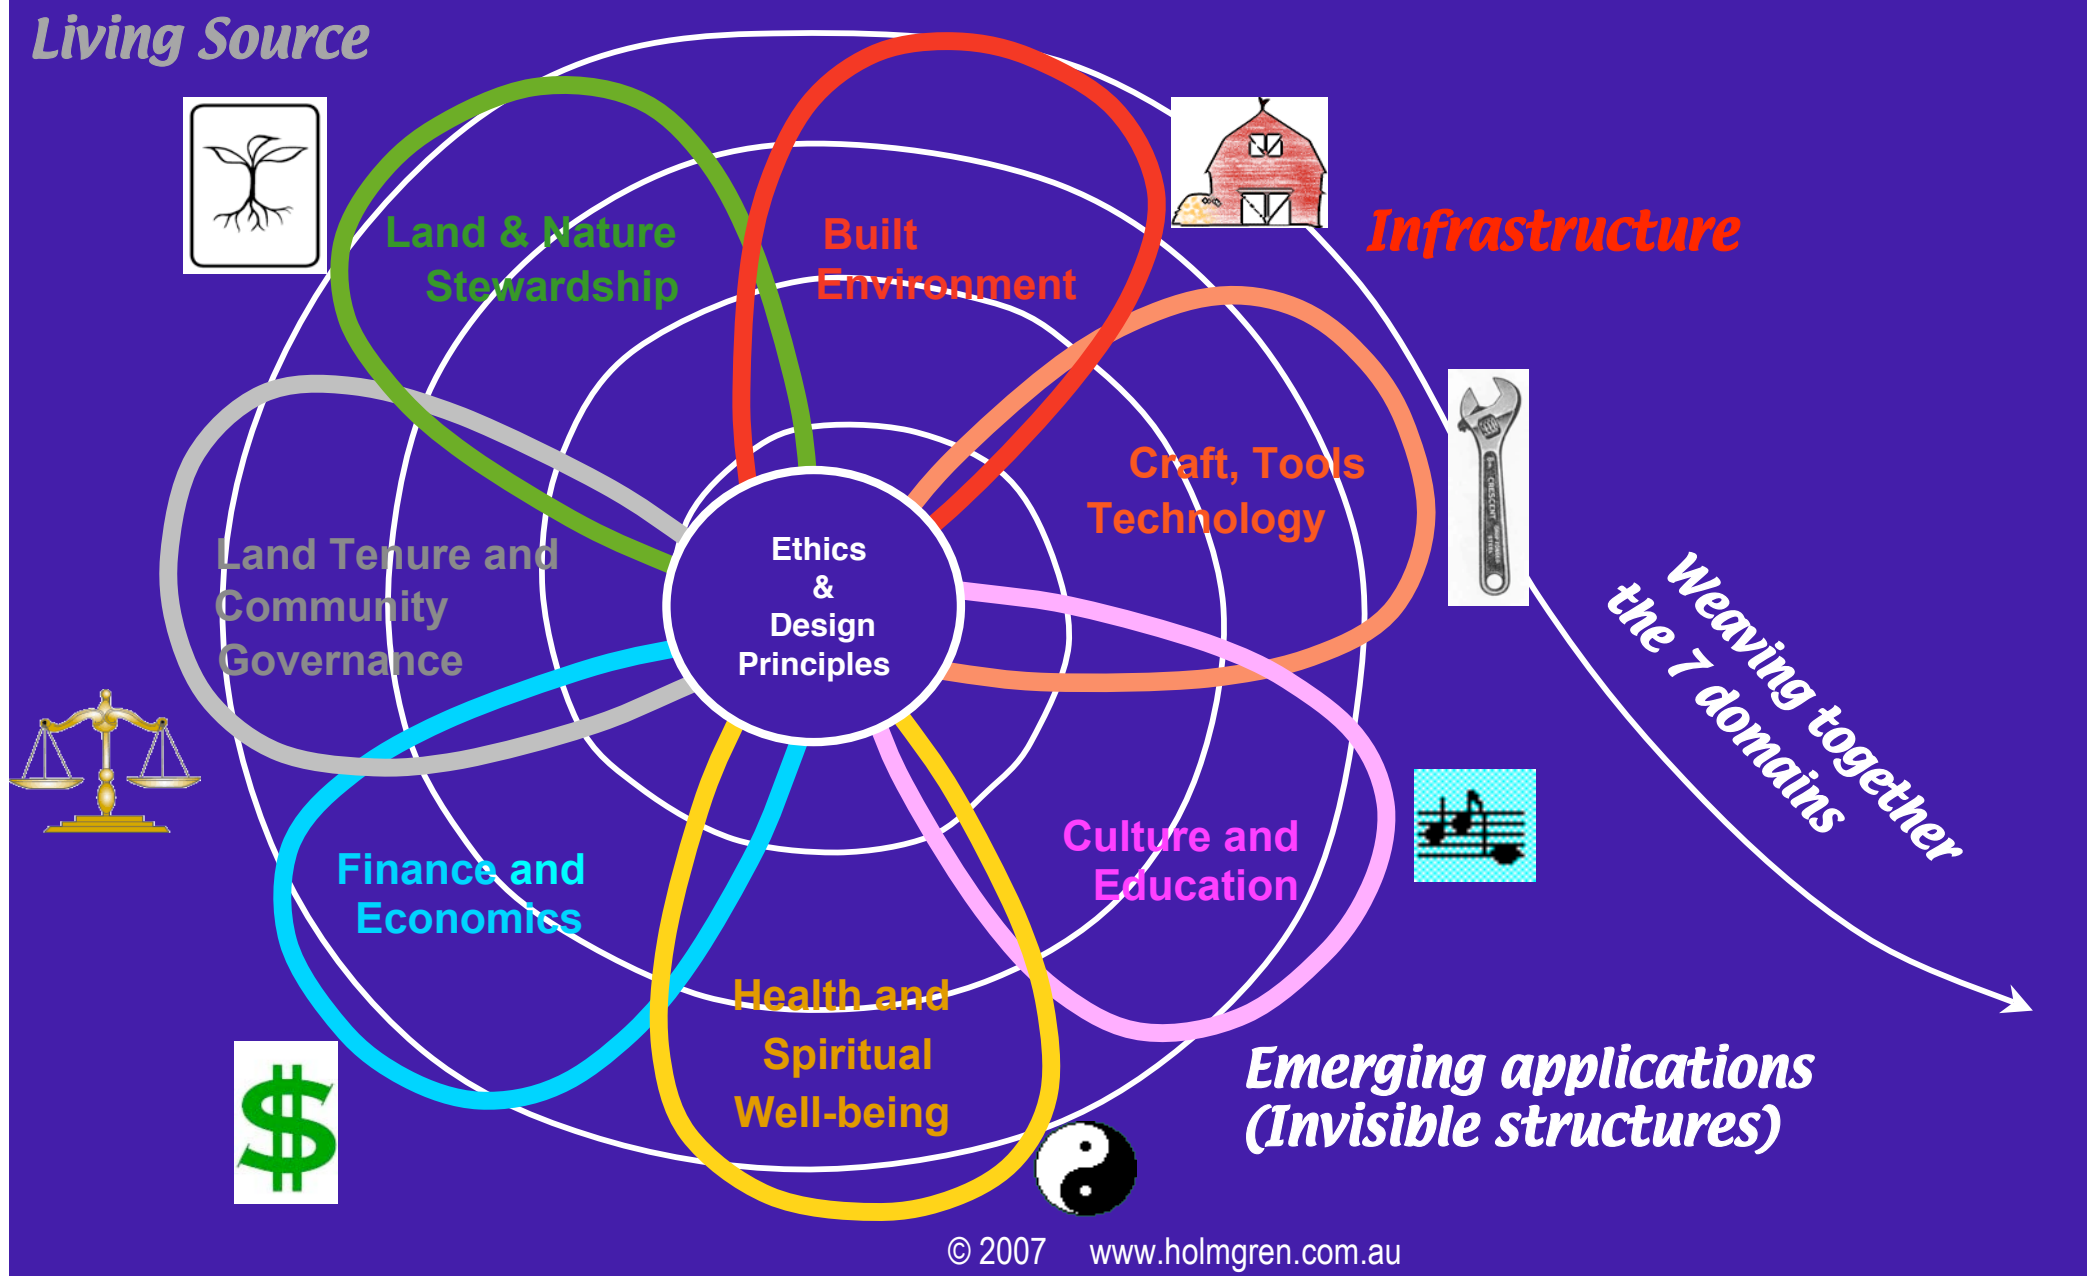 Living Source
Land & Nature
Stewardship
Built
Environment
Infrastructure
Craft, Tools
Technology
CRESCENT
Land Tenure and
Community
Governance
Ethics
&
Design
Principles
Weaving together
the 7 domains
Culture and
Education
Finance and
Economics
Health and
Spiritual
Well-being
$
Emerging applications
(Invisible structures)
© 2007 www.holmgren.com.au